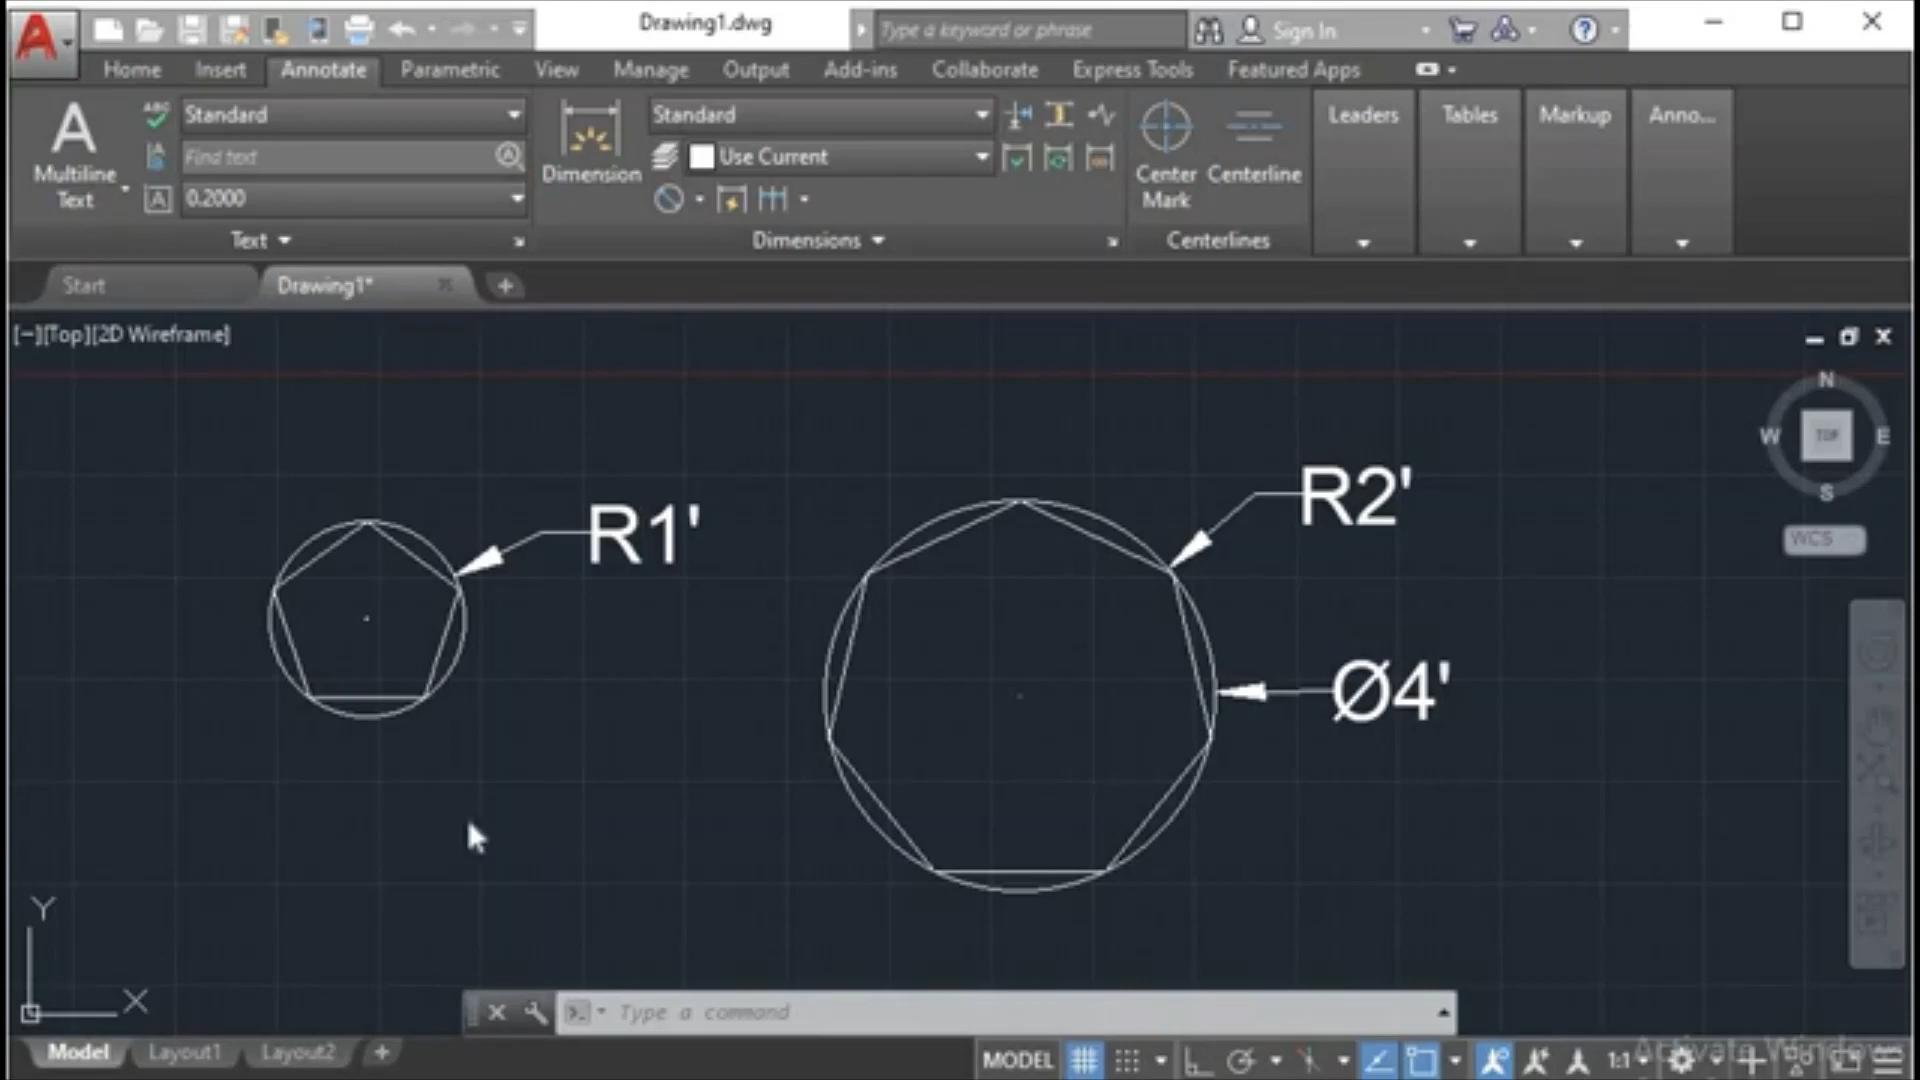 Drawing1.dwg
Type a keyword or phrase
Sign In
Home Insert Annotate Parametric View Manage Output Add-ins Collaborate Express Tools Featured Apps
A
Multiline Text
ABC
Standard
Find text
A
0.2000
Text
Dimension
Standard
Use Current
Dimensions
Center Mark
Centerline
Centerlines
Leaders
Tables
Markup
Anno...
Start
Drawing1*
[−][Top][2D Wireframe]
N
W
TOP
E
S
WCS
R1'
R2'
Ø4'
Y
X
Type a command
Model
Layout1
Layout2
MODEL
1:1
Activate Windows